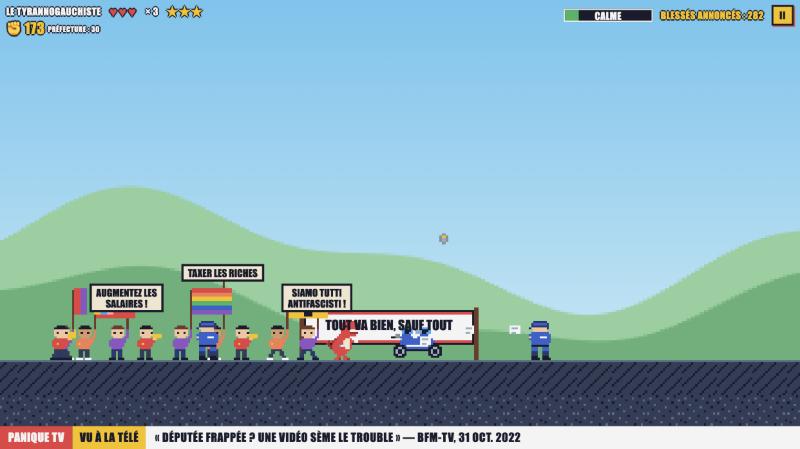 LE TYRANNOGAUCHISTE ×3
173 PRÉFECTURE : 30
CALME BLESSÉS ANNONCÉS : 282
TAXER LES RICHES
AUGMENTEZ LES
SALAIRES !
SIAMO TUTTI
ANTIFASCISTI !
TOUT VA BIEN, SAUF TOUT
PANIQUE TV VU À LA TÉLÉ « DÉPUTÉE FRAPPÉE ? UNE VIDÉO SÈME LE TROUBLE » — BFM-TV, 31 OCT. 2022